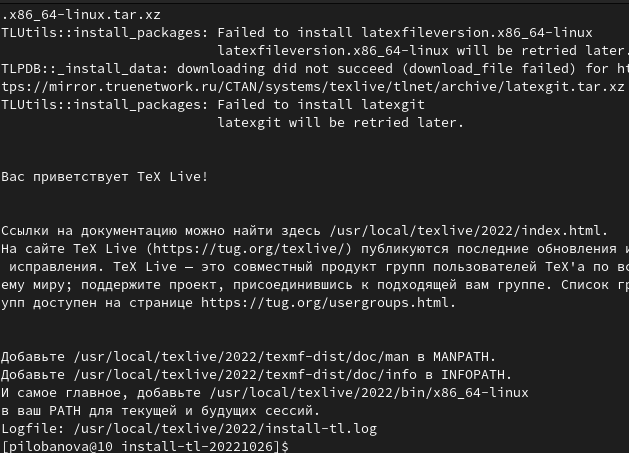 .x86_64-linux.tar.xz
TLUtils::install_packages: Failed to install latexfileversion.x86_64-linux
latexfileversion.x86_64-linux will be retried later.
TLPDB::_install_data: downloading did not succeed (download_file failed) for ht
tps://mirror.truenetwork.ru/CTAN/systems/texlive/tlnet/archive/latexgit.tar.xz
TLUtils::install_packages: Failed to install latexgit
latexgit will be retried later.
Вас приветствует TeX Live!
Ссылки на документацию можно найти здесь /usr/local/texlive/2022/index.html.
На сайте TeX Live (https://tug.org/texlive/) публикуются последние обновления и
исправления. TeX Live — это совместный продукт групп пользователей TeX'а по вс
ему миру; поддержите проект, присоединившись к подходящей вам группе. Список гр
упп доступен на странице https://tug.org/usergroups.html.
Добавьте /usr/local/texlive/2022/texmf-dist/doc/man в MANPATH.
Добавьте /usr/local/texlive/2022/texmf-dist/doc/info в INFOPATH.
И самое главное, добавьте /usr/local/texlive/2022/bin/x86_64-linux
в ваш PATH для текущей и будущих сессий.
Logfile: /usr/local/texlive/2022/install-tl.log
[pilobanova@10 install-tl-20221026]$